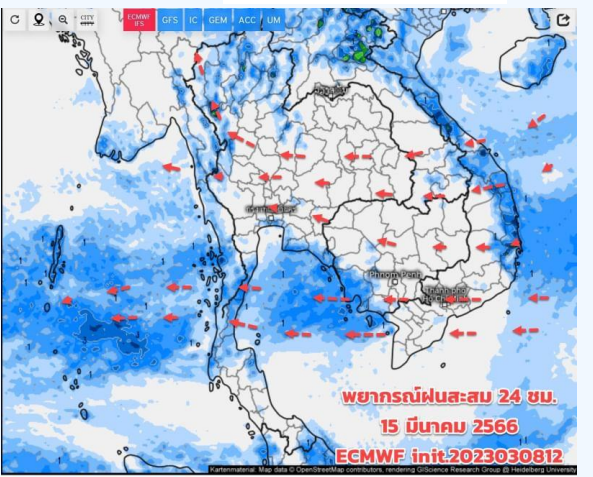 CITY
CITY
ECMWF
IFS
GFS
IC
GEM
ACC
UM
Phnom Penh
Thành phố
Hồ Chí Minh
พยากรณ์ฝนสะสม 24 ชม.
15 มีนาคม 2566
ECMWF init.2023030812
Kartenmaterial: Map data © OpenStreetMap contributors, rendering GIScience Research Group @ Heidelberg University